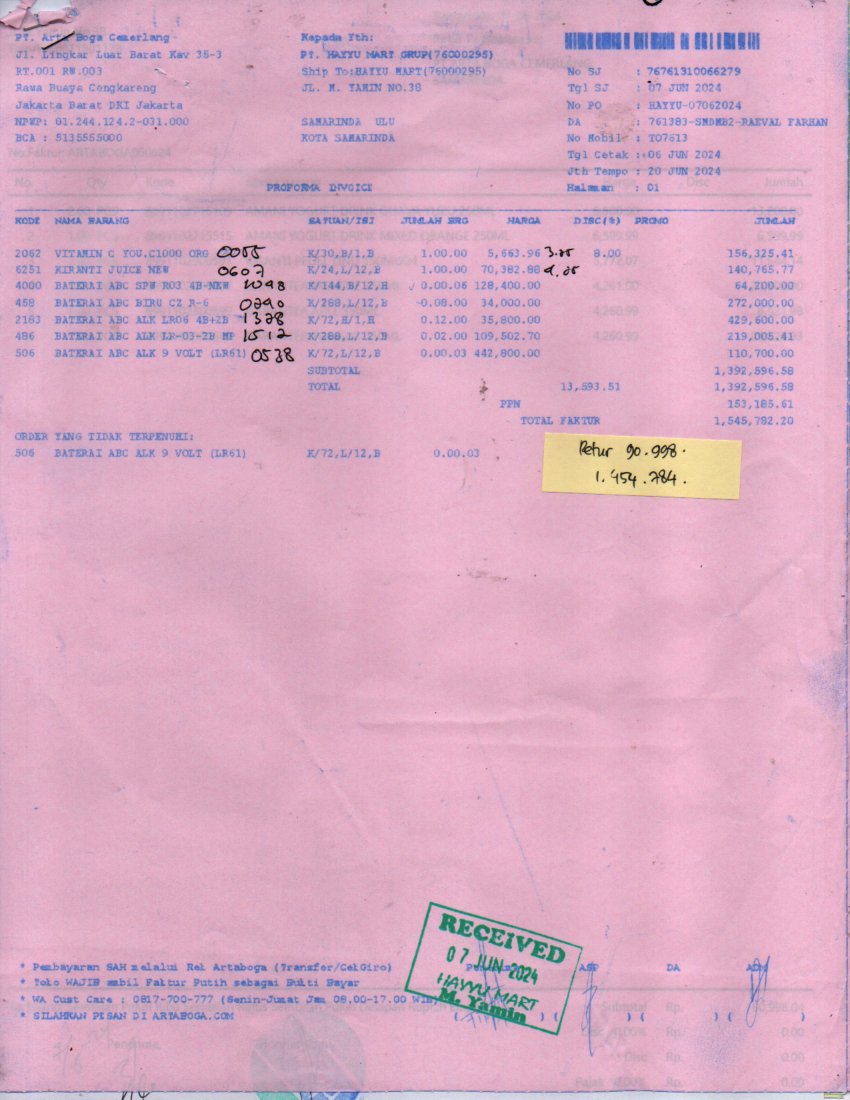 PT. Arta Boga Cemerlang
Jl. Lingkar Luar Barat Kav 35-3
RT.001 RW.003
Rawa Buaya Cengkareng
Jakarta Barat DKI Jakarta
NPWP: 01.244.124.2-031.000
BCA : 5135555000
Kepada Yth:
PT. HAYYU MART GRUP(76000295)
Ship To:HAYYU MART(76000295)
JL. M. YAMIN NO.38
SAMARINDA ULU
KOTA SAMARINDA
No SJ : 76761310066279
Tgl SJ : 07 JUN 2024
No PO : HAYYU-07062024
DA : 761383-SMDMB2-RAEVAL FARHAN
No Mobil : TO7613
Tgl Cetak : 06 JUN 2024
Jth Tempo : 20 JUN 2024
Halaman : 01
PROFORMA INVOICE
KODE NAMA BARANG SATUAN/ISI JUMLAH BRG HARGA DISC(%) PROMO JUMLAH
2062 VITAMIN C YOU.C1000 ORG 0055 K/30,B/1,B 1.00.00 5,663.96 8.00 156,325.41
6251 KIRANTI JUICE NEW 0607 K/24,L/12,B 1.00.00 70,382.88 140,765.77
4000 BATERAI ABC SPW R03 4B-NEW 1098 K/144,B/12,H 0.00.06 128,400.00 64,200.00
458 BATERAI ABC BIRU CZ R-6 0290 K/288,L/12,B 0.08.00 34,000.00 272,000.00
2163 BATERAI ABC ALK LR06 4B+2B 1328 K/72,H/1,H 0.12.00 35,800.00 429,600.00
486 BATERAI ABC ALK LR-03-2B MP 1512 K/288,L/12,B 0.02.00 109,502.70 219,005.41
506 BATERAI ABC ALK 9 VOLT (LR61) 0538 K/72,L/12,B 0.00.03 442,800.00 110,700.00
SUBTOTAL 1,392,596.58
TOTAL 13,593.51 1,392,596.58
PPN 153,185.61
TOTAL FAKTUR 1,545,782.20
ORDER YANG TIDAK TERPENUHI:
506 BATERAI ABC ALK 9 VOLT (LR61) K/72,L/12,B 0.00.03
Retur 90.998.
1.454.784.
RECEIVED
07 JUN 2024
HAYYU MART
M. Yamin
* Pembayaran SAH melalui Rek Artaboga (Transfer/CekGiro) ASP DA ADM
* Toko WAJIB ambil Faktur Putih sebagai Bukti Bayar
* WA Cust Care : 0817-700-777 (Senin-Jumat Jam 08.00-17.00 WIB)
* SILAHKAN PESAN DI ARTABOGA.COM